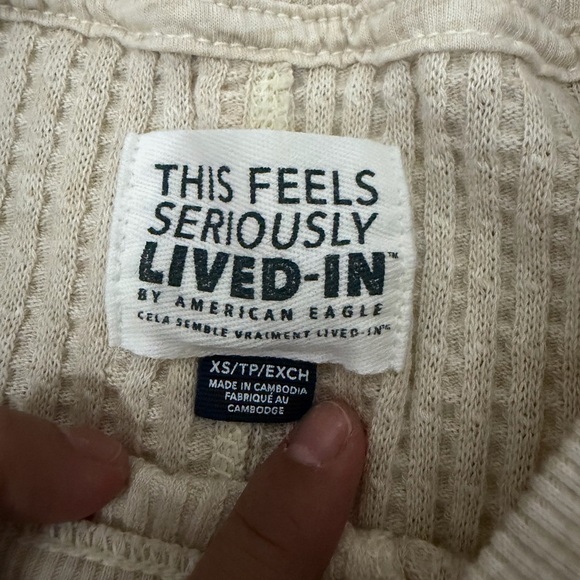 THIS FEELS
SERIOUSLY
LIVED-IN™
BY AMERICAN EAGLE
CELA SEMBLE VRAIMENT LIVED-IN™
XS/TP/EXCH
MADE IN CAMBODIA
FABRIQUÉ AU
CAMBODGE